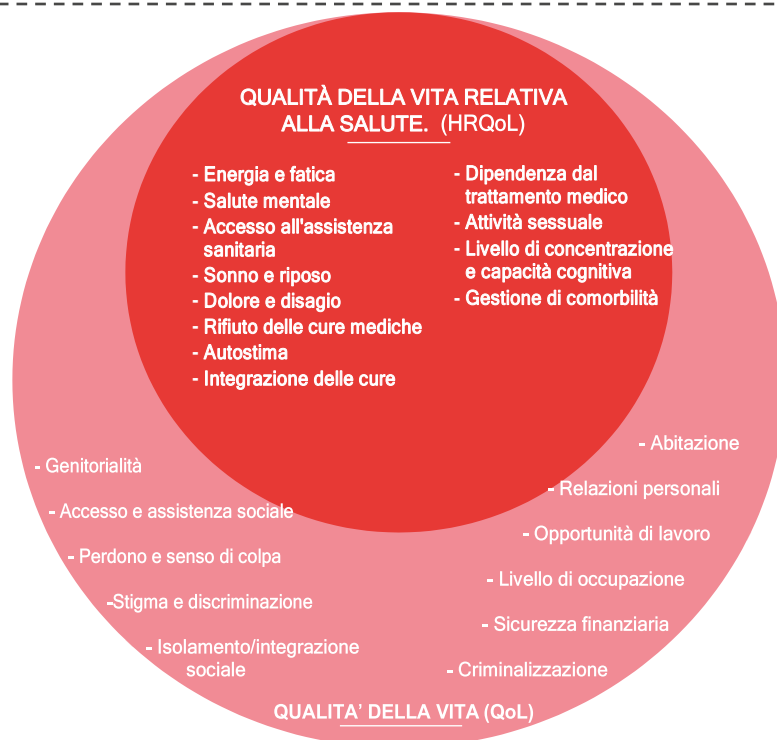 QUALITÀ DELLA VITA RELATIVA
ALLA SALUTE. (HRQoL)
- Energia e fatica
- Salute mentale
- Accesso all'assistenza
sanitaria
- Sonno e riposo
- Dolore e disagio
- Rifiuto delle cure mediche
- Autostima
- Integrazione delle cure
- Dipendenza dal
trattamento medico
- Attività sessuale
- Livello di concentrazione
e capacità cognitiva
- Gestione di comorbilità
- Genitorialità
- Accesso e assistenza sociale
- Perdono e senso di colpa
-Stigma e discriminazione
- Isolamento/integrazione
sociale
- Abitazione
- Relazioni personali
- Opportunità di lavoro
- Livello di occupazione
- Sicurezza finanziaria
- Criminalizzazione
QUALITA' DELLA VITA (QoL)